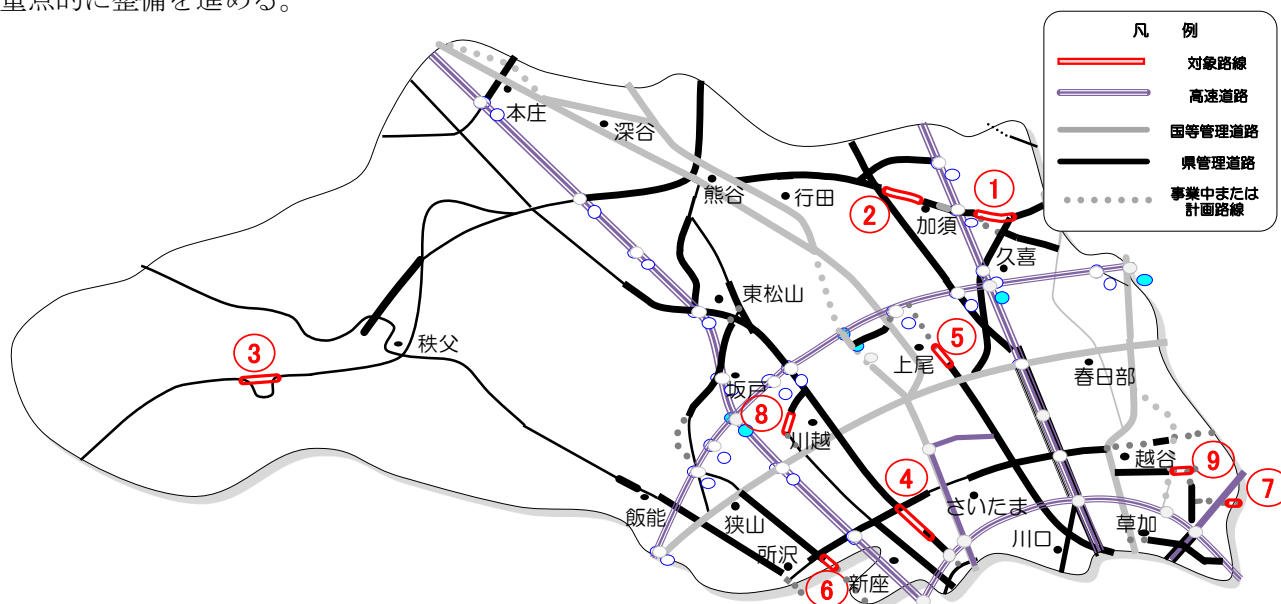 重点的に整備を進める。
凡 例
対象路線
高速道路
国等管理道路
県管理道路
事業中または
計画路線
本庄
深谷
熊谷
行田
②
加須
①
久喜
東松山
秩父
③
⑤
上尾
春日部
坂戸
⑧
川越
越谷
⑨
④
さいたま
⑦
飯能
狭山
所沢
川口
草加
⑥
新座